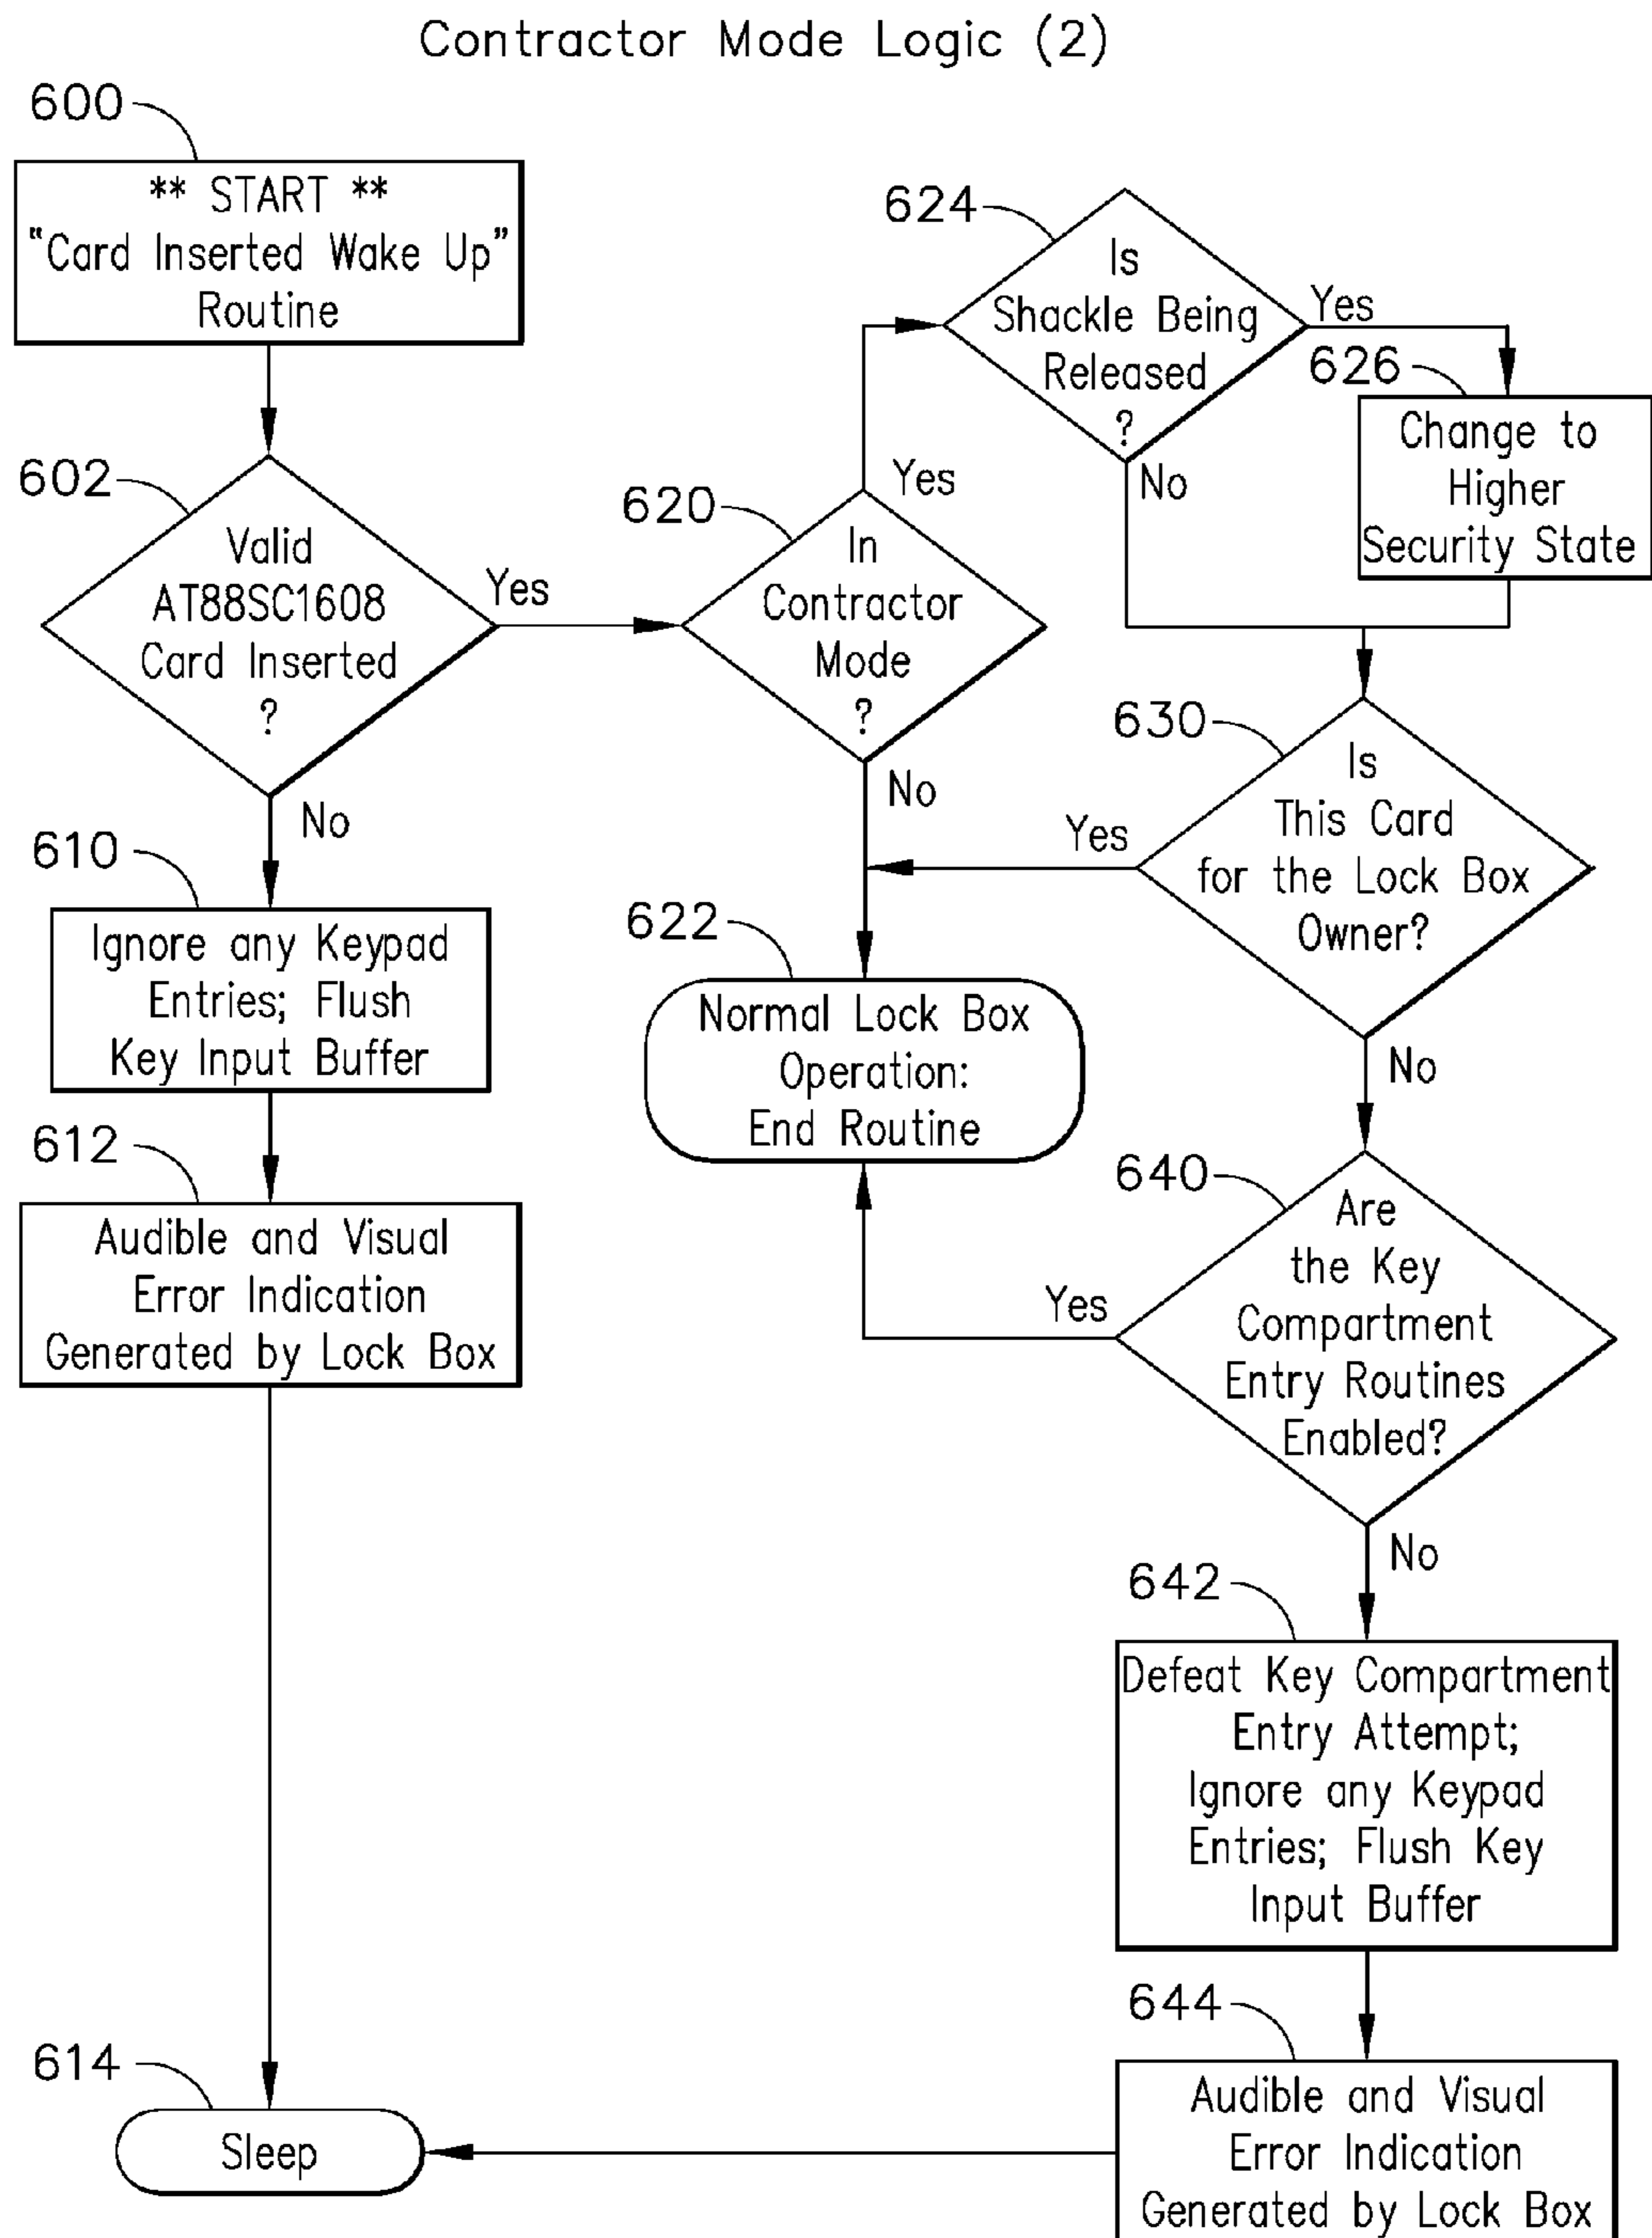 Contractor Mode Logic (2)
600
** START **
"Card Inserted Wake Up"
Routine
602
Valid
AT88SC1608
Card Inserted
?
Yes
No
610
Ignore any Keypad
Entries; Flush
Key Input Buffer
612
Audible and Visual
Error Indication
Generated by Lock Box
614
Sleep
620
In
Contractor
Mode
?
Yes
No
622
Normal Lock Box
Operation:
End Routine
624
Is
Shackle Being
Released
?
Yes
No
626
Change to
Higher
Security State
630
Is
This Card
for the Lock Box
Owner?
Yes
No
640
Are
the Key
Compartment
Entry Routines
Enabled?
Yes
No
642
Defeat Key Compartment
Entry Attempt;
Ignore any Keypad
Entries; Flush Key
Input Buffer
644
Audible and Visual
Error Indication
Generated by Lock Box